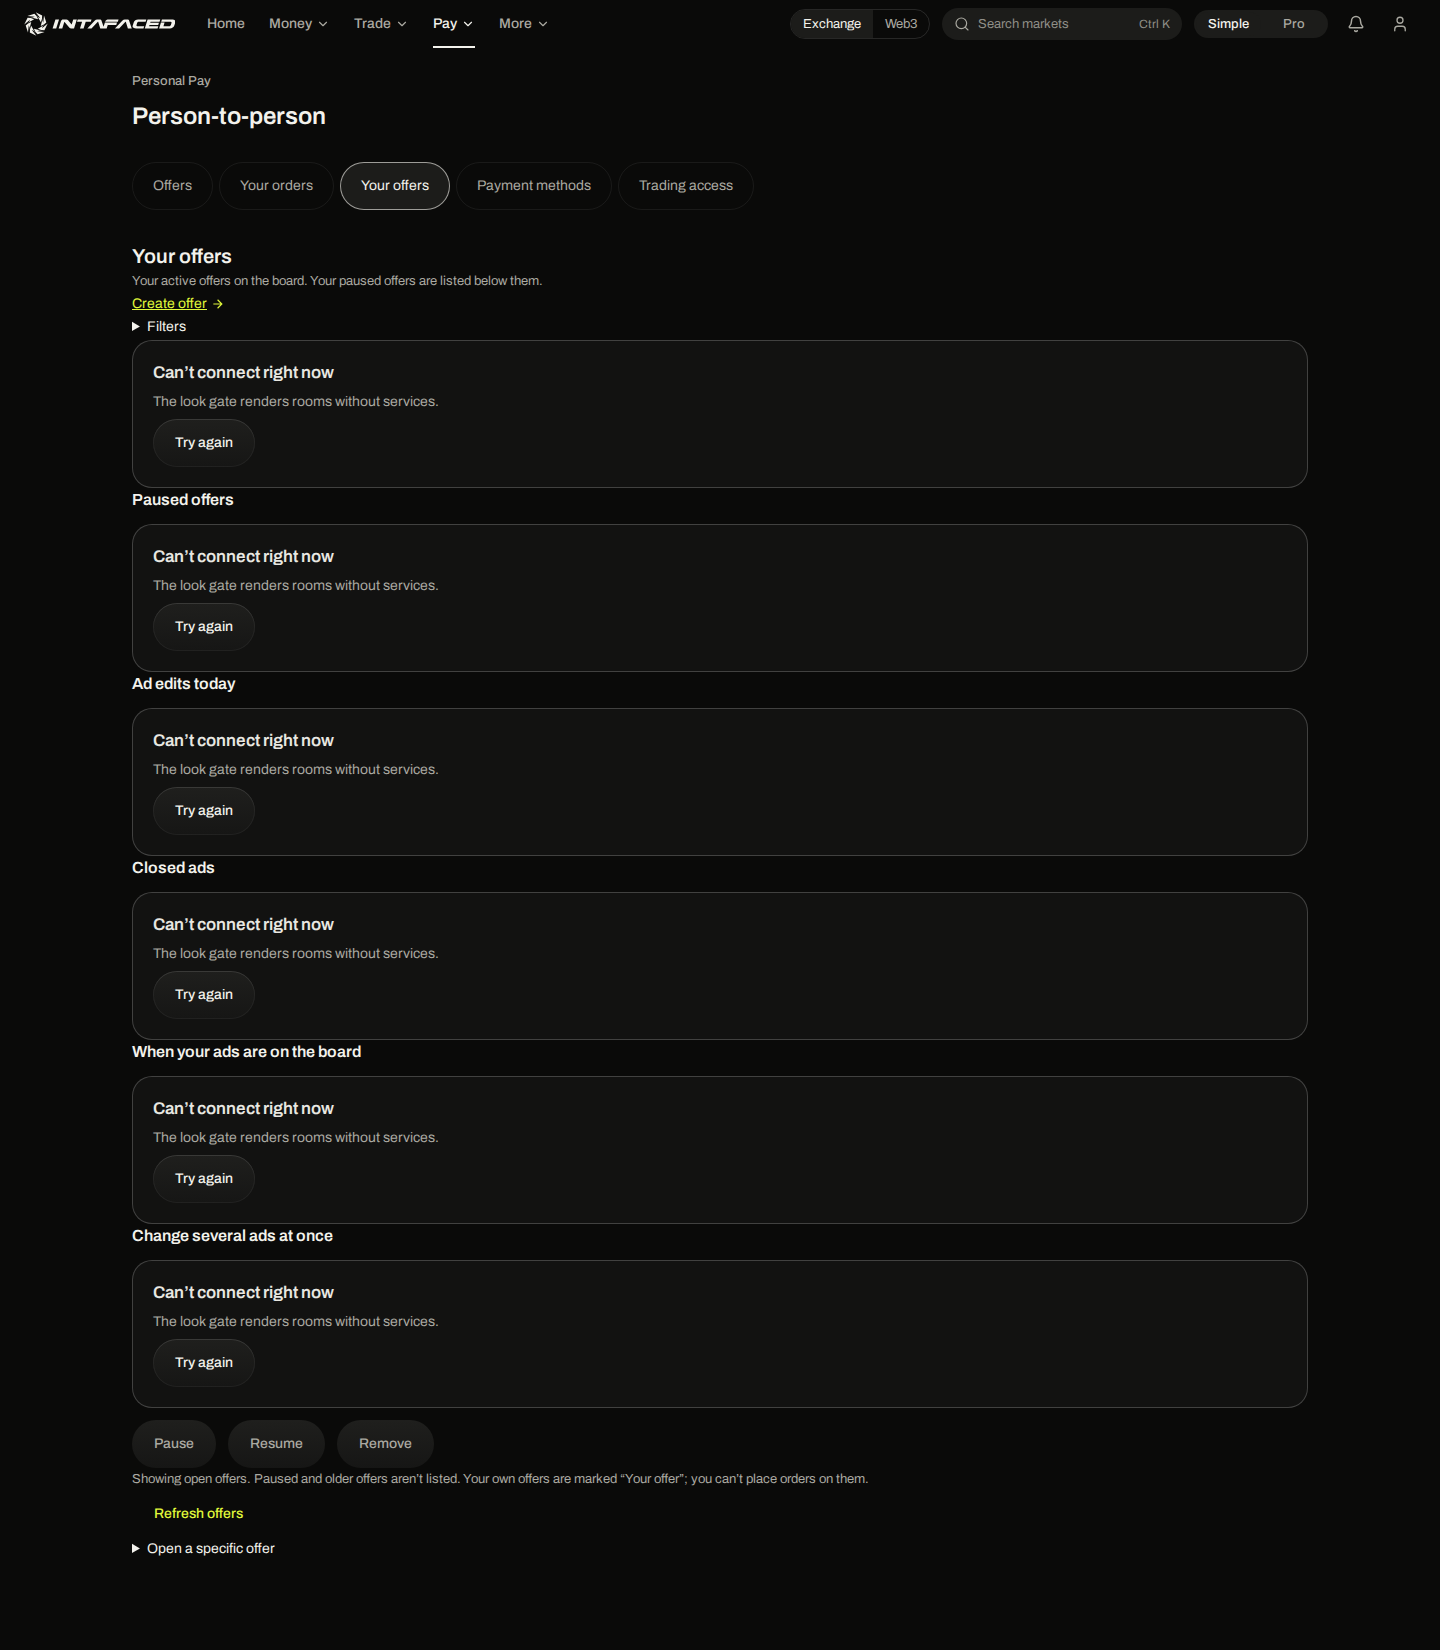 INTAFACED Home Money Trade Pay More Exchange Web3 Search markets Ctrl K Simple Pro
Personal Pay
Person-to-person
Offers Your orders Your offers Payment methods Trading access
Your offers
Your active offers on the board. Your paused offers are listed below them.
Create offer →
Filters
Can’t connect right now
The look gate renders rooms without services.
Try again
Paused offers
Can’t connect right now
The look gate renders rooms without services.
Try again
Ad edits today
Can’t connect right now
The look gate renders rooms without services.
Try again
Closed ads
Can’t connect right now
The look gate renders rooms without services.
Try again
When your ads are on the board
Can’t connect right now
The look gate renders rooms without services.
Try again
Change several ads at once
Can’t connect right now
The look gate renders rooms without services.
Try again
Pause Resume Remove
Showing open offers. Paused and older offers aren’t listed. Your own offers are marked “Your offer”; you can’t place orders on them.
Refresh offers
Open a specific offer